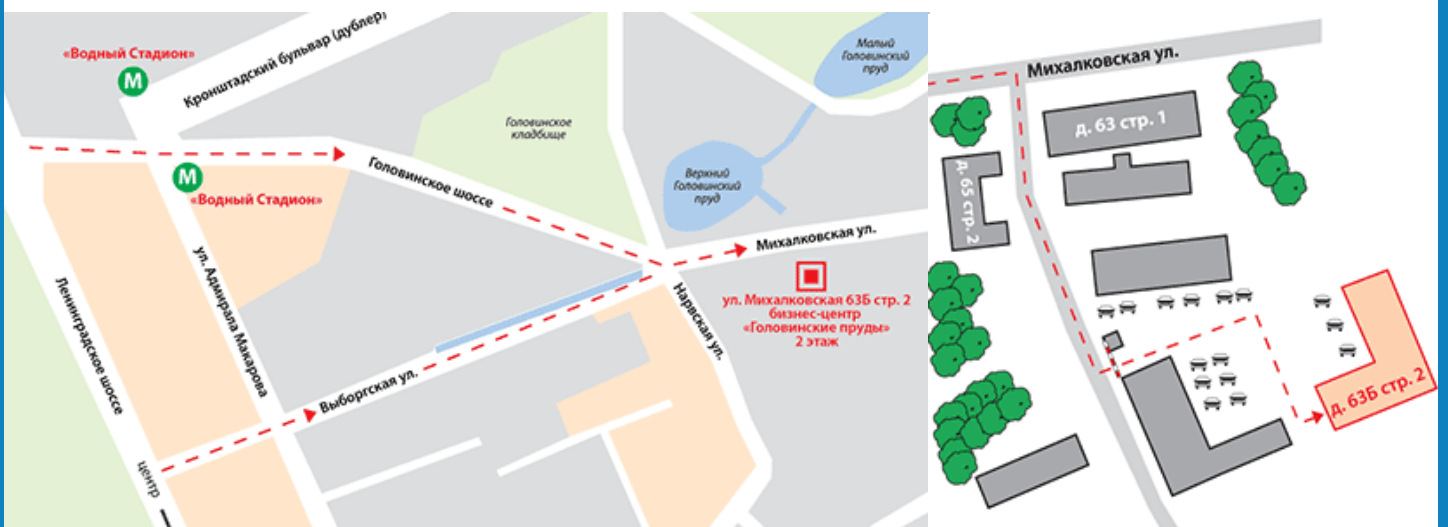 «Водный Стадион»
М
Кронштадский бульвар (дублер)
Малый
Головинский
пруд
Головинское
кладбище
Головинское шоссе
М
«Водный Стадион»
Верхний
Головинский
пруд
Михалковская ул.
ул. Адмирала Макарова
Ленинградское шоссе
ул. Михалковская 63Б стр. 2
бизнес-центр
«Головинские пруды»
2 этаж
Нарвская ул.
Выборгская ул.
центр
Михалковская ул.
д. 63 стр. 1
д. 65 стр. 2
д. 63Б стр. 2